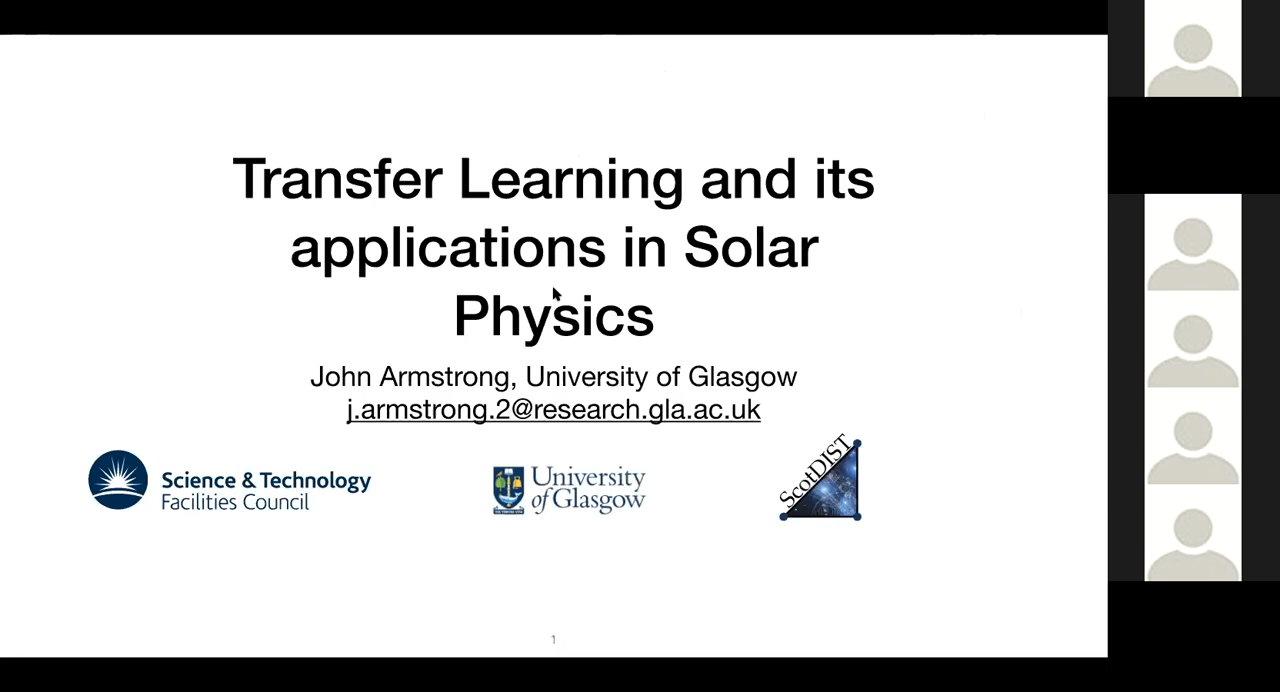 Transfer Learning and its
applications in Solar
Physics
John Armstrong, University of Glasgow
j.armstrong.2@research.gla.ac.uk
Science & Technology
Facilities Council
University
of Glasgow
ScotDIST
1